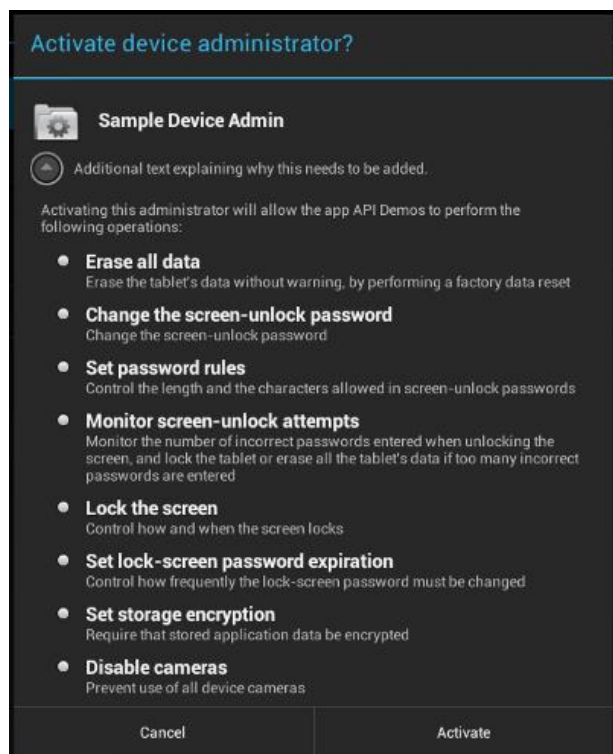 Activate device administrator?
Sample Device Admin
Additional text explaining why this needs to be added.
Activating this administrator will allow the app API Demos to perform the
following operations:
Erase all data
Erase the tablet's data without warning, by performing a factory data reset
Change the screen-unlock password
Change the screen-unlock password
Set password rules
Control the length and the characters allowed in screen-unlock passwords
Monitor screen-unlock attempts
Monitor the number of incorrect passwords entered when unlocking the
screen, and lock the tablet or erase all the tablet's data if too many incorrect
passwords are entered
Lock the screen
Control how and when the screen locks
Set lock-screen password expiration
Control how frequently the lock-screen password must be changed
Set storage encryption
Require that stored application data be encrypted
Disable cameras
Prevent use of all device cameras
Cancel
Activate